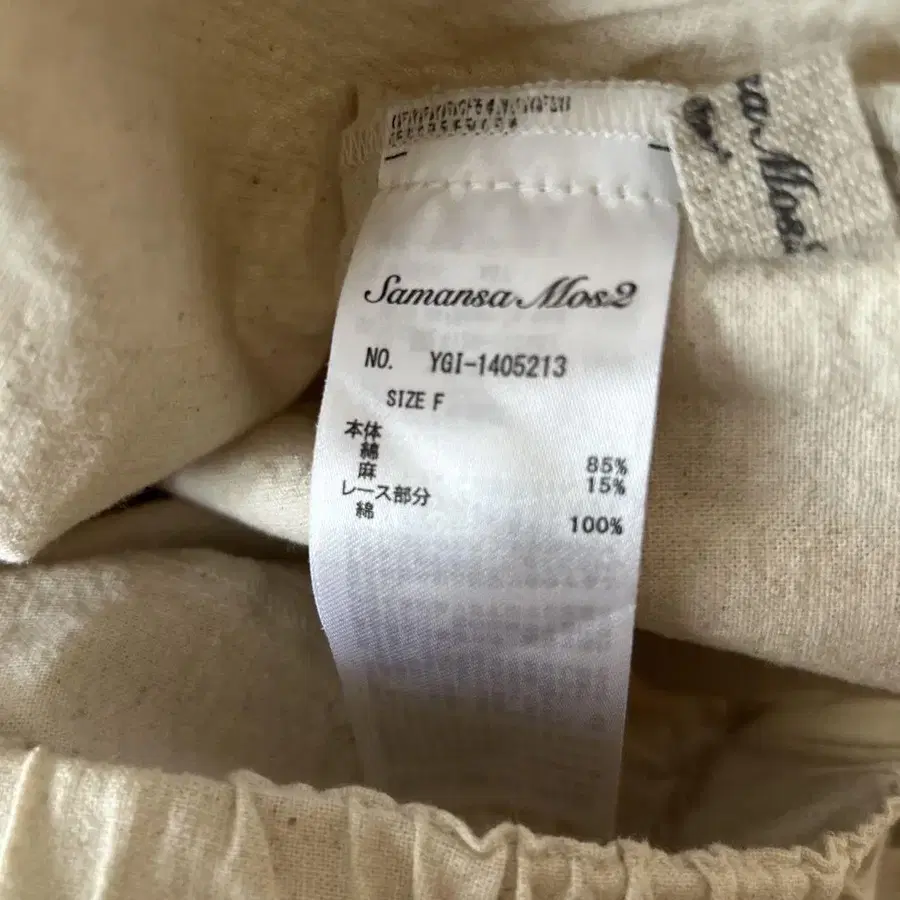 Samansa Mos2
NO. YGI-1405213
SIZE F
本体
綿 85%
麻 15%
レース部分
綿 100%
Mos2